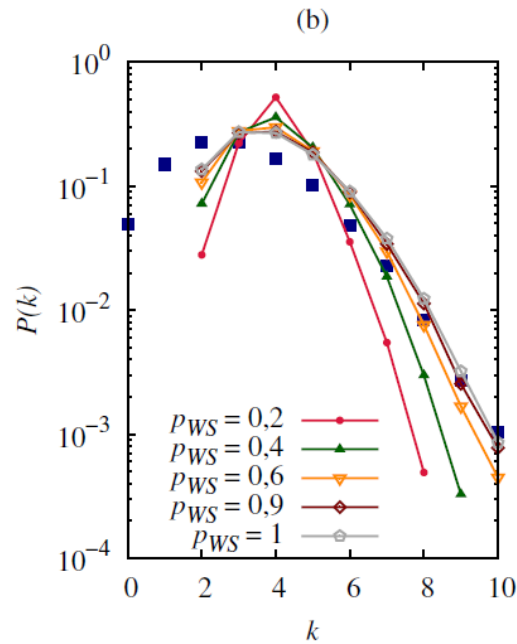 (b)
10^0
10^-1
10^-2
10^-3
10^-4
P(k)
p_WS = 0,2
p_WS = 0,4
p_WS = 0,6
p_WS = 0,9
p_WS = 1
0 2 4 6 8 10
k